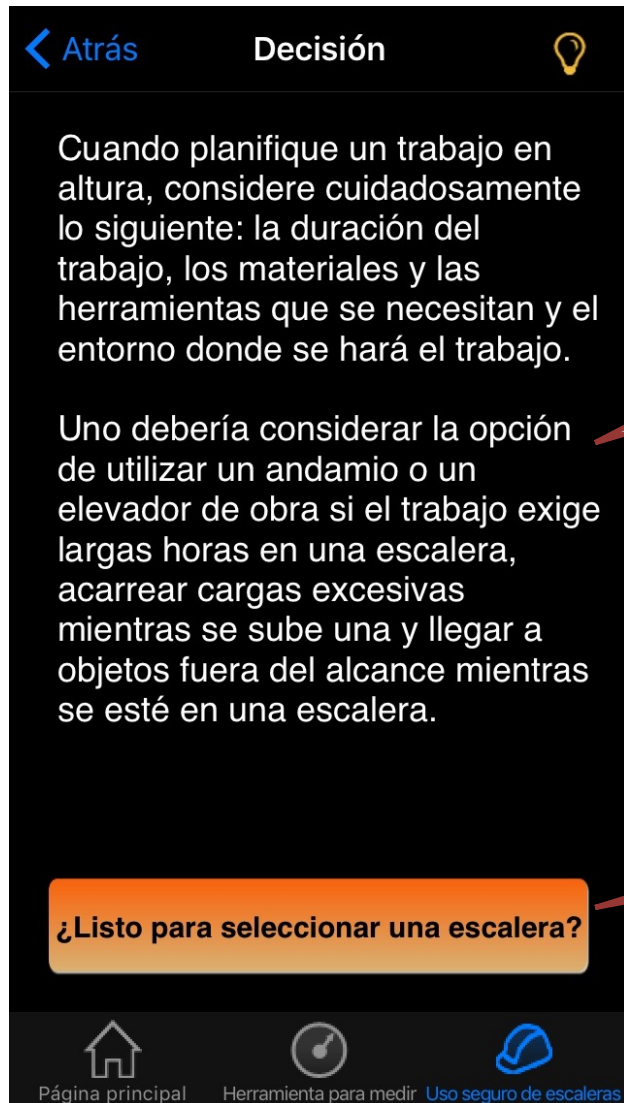 Atrás
Decisión
Cuando planifique un trabajo en
altura, considere cuidadosamente
lo siguiente: la duración del
trabajo, los materiales y las
herramientas que se necesitan y el
entorno donde se hará el trabajo.
Uno debería considerar la opción
de utilizar un andamio o un
elevador de obra si el trabajo exige
largas horas en una escalera,
acarrear cargas excesivas
mientras se sube una y llegar a
objetos fuera del alcance mientras
se esté en una escalera.
¿Listo para seleccionar una escalera?
Página principal
Herramienta para medir
Uso seguro de escaleras